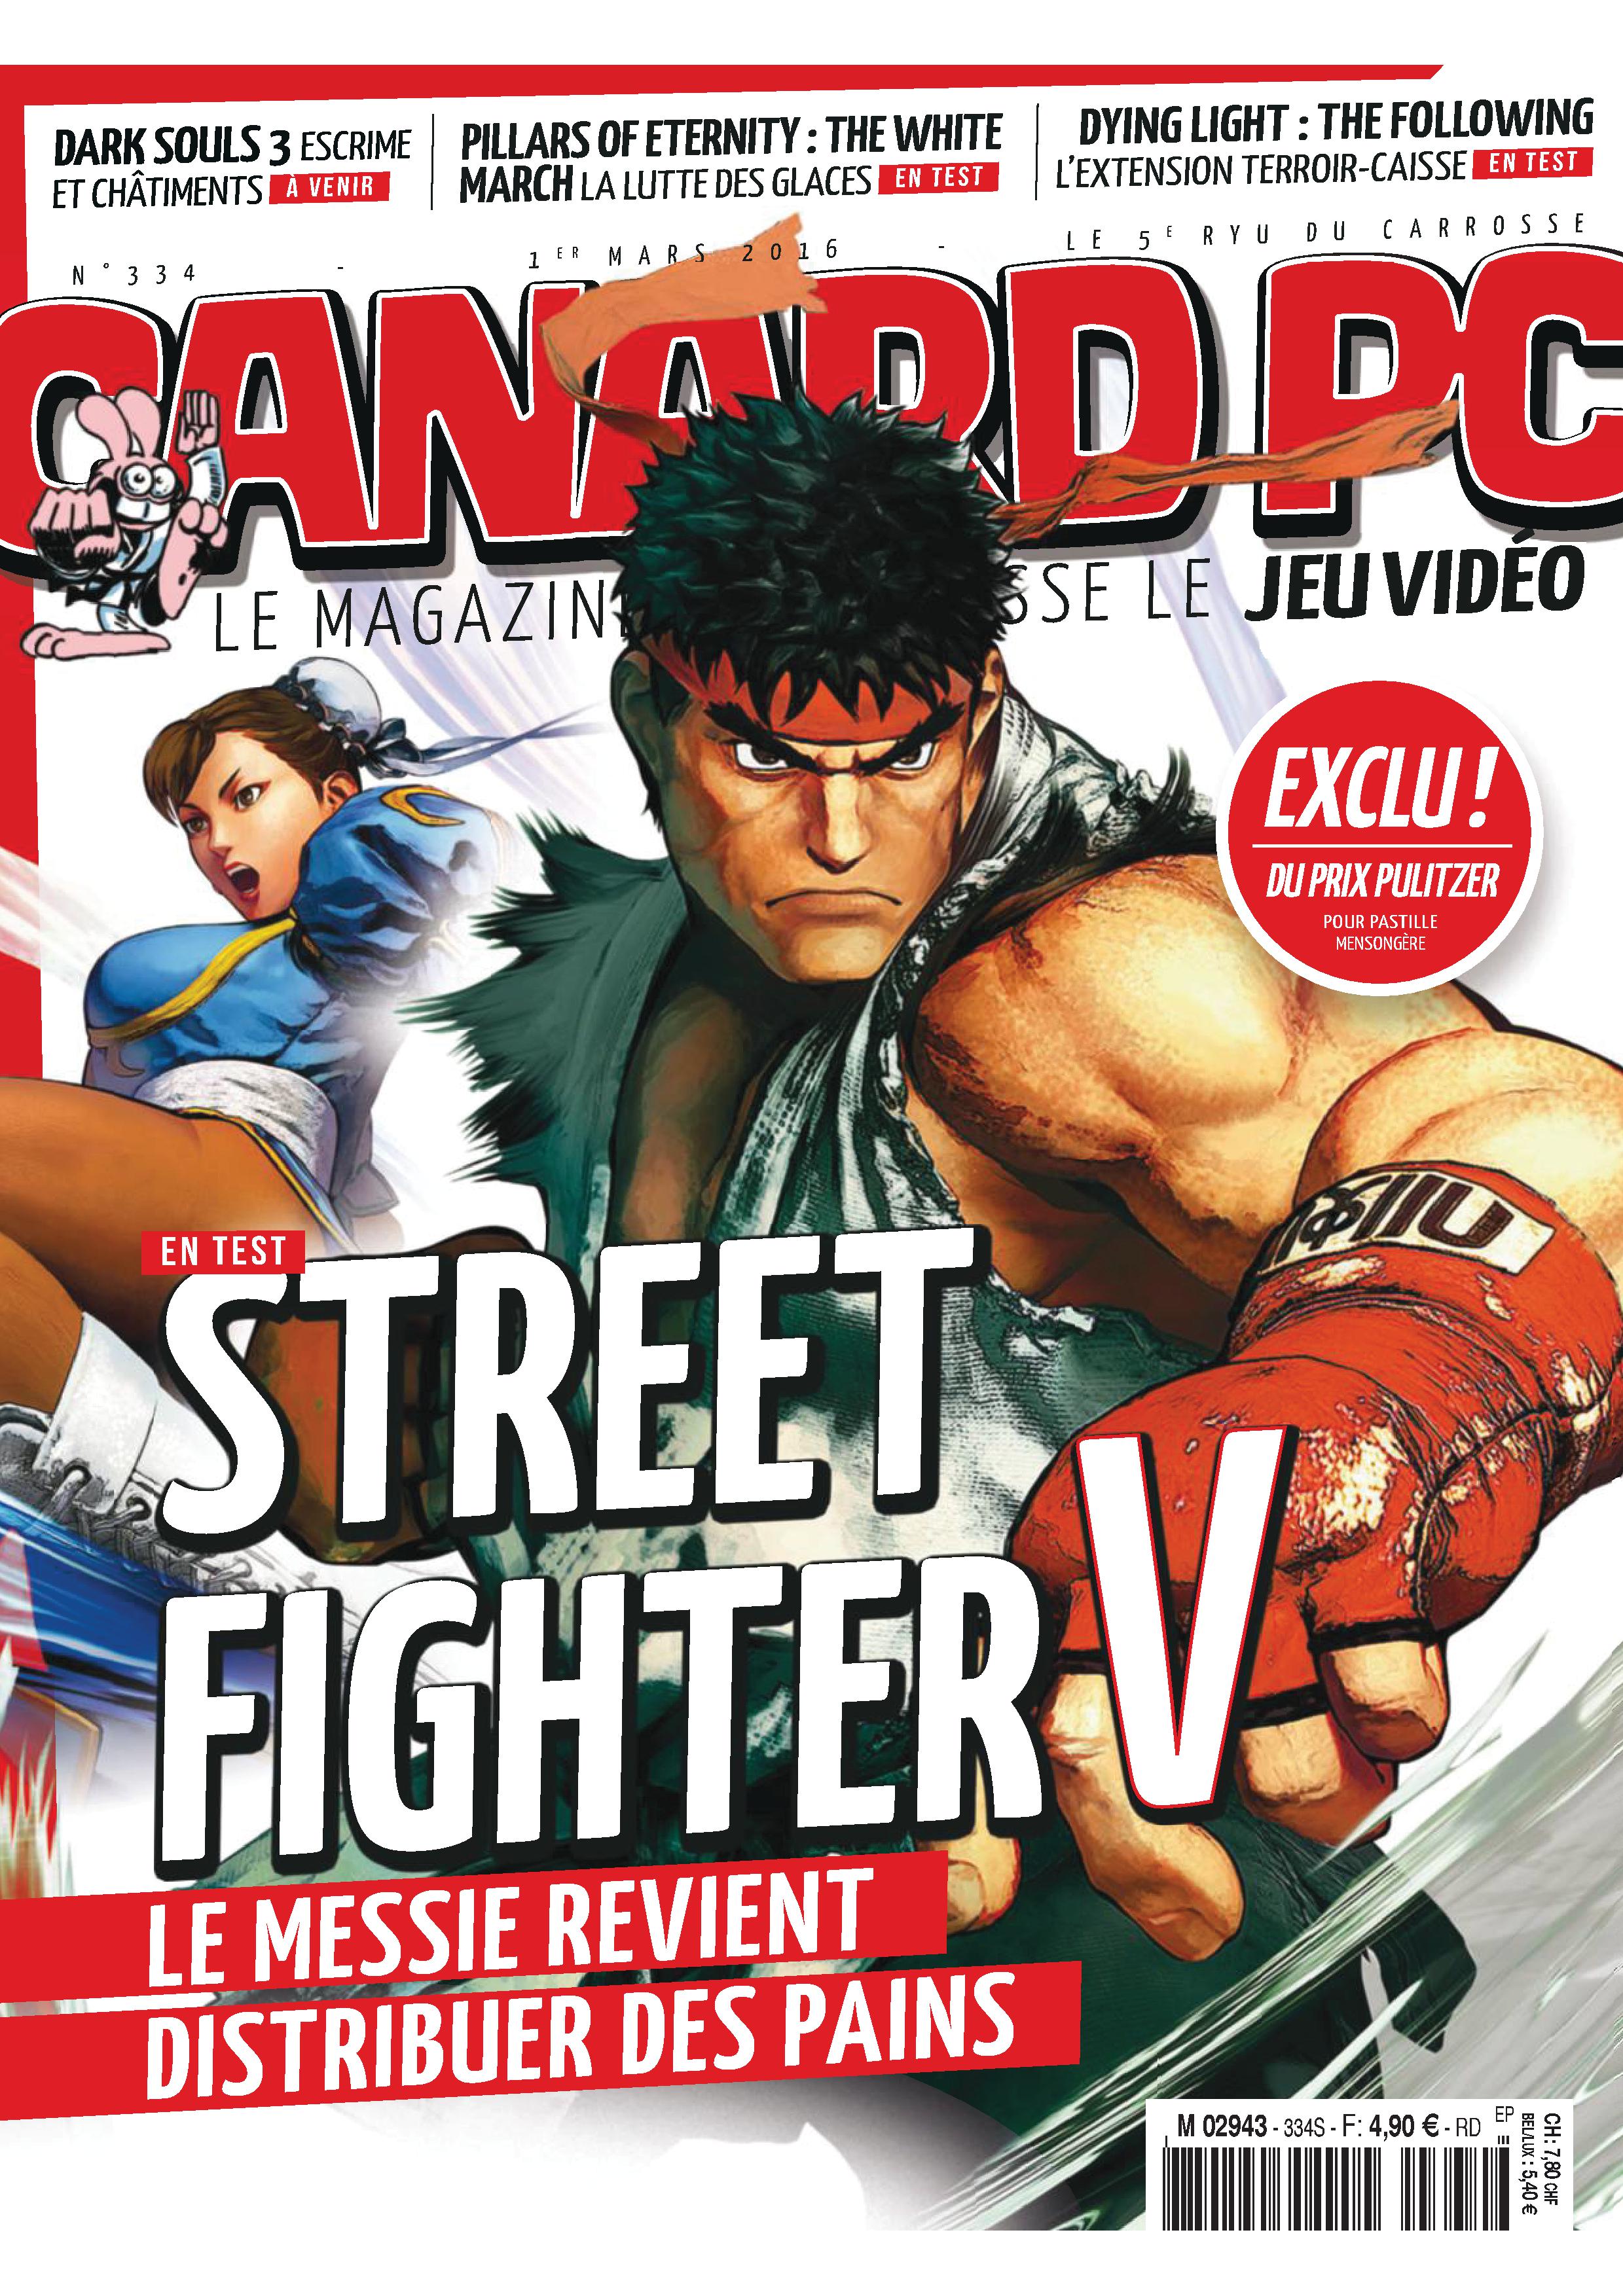 DARK SOULS 3 ESCRIME
ET CHÂTIMENTS À VENIR
PILLARS OF ETERNITY : THE WHITE
MARCH LA LUTTE DES GLACES EN TEST
DYING LIGHT : THE FOLLOWING
L'EXTENSION TERROIR-CAISSE EN TEST
N°334 - 1ER MARS 2016 - LE 5E RYU DU CARROSSE
CANARD PC
LE MAGAZIN SSE LE JEU VIDÉO
EXCLU !
DU PRIX PULITZER
POUR PASTILLE
MENSONGÈRE
EN TEST
STREET
FIGHTER V
LE MESSIE REVIENT
DISTRIBUER DES PAINS
M 02943 - 334S - F: 4,90 € - RD
EP
BEL/LUX : 5,40 €
CH : 7,80 CHF